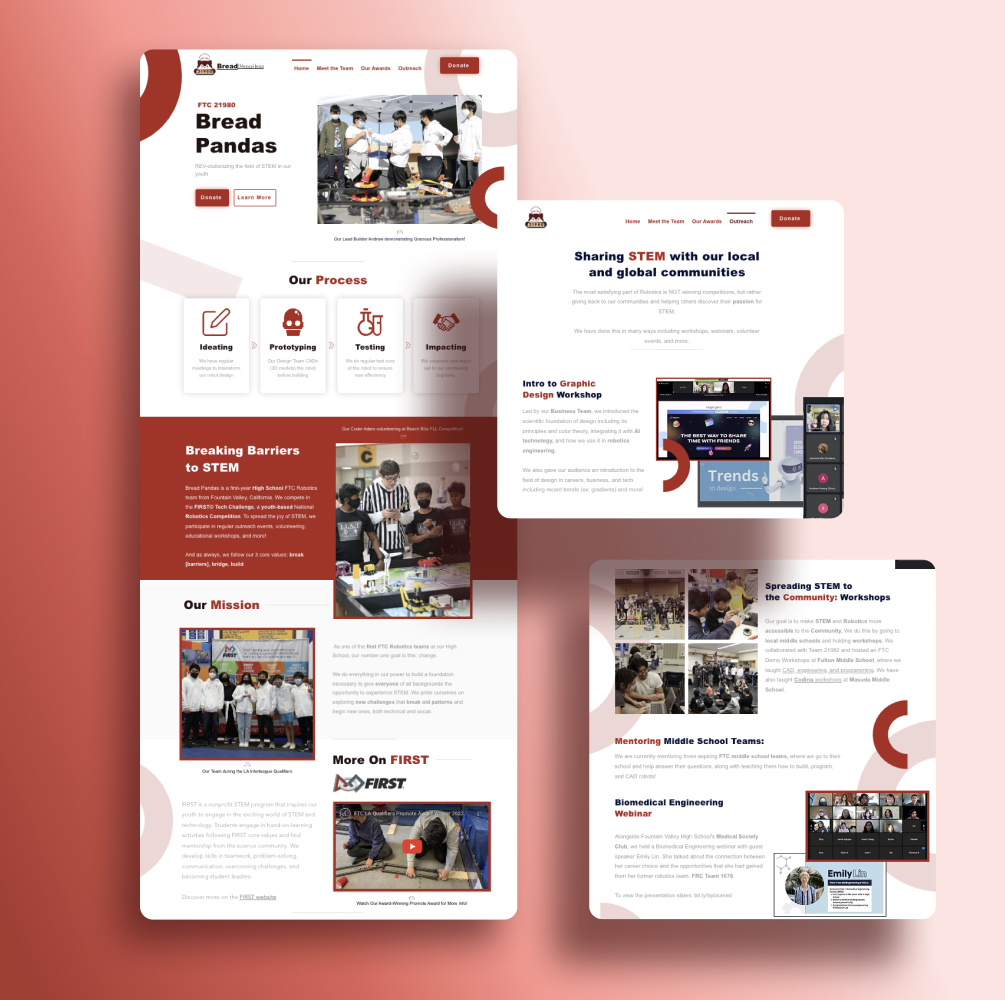 Bread
Home Meet the Team Our Awards Outreach
Donate
FTC 21980
Bread
Pandas
REV-olutionizing the field of STEM in our
youth
Donate
Learn More
Our Lead Builder Andrew demonstrating Gracious Professionalism!
Our Process
Ideating
We have regular
meetings to brainstorm
our robot design
Prototyping
Our Design Team CADs
(3D models) the robot
before building
Testing
We do regular test runs
of the robot to ensure
max efficiency
Impacting
Our Coder Adam volunteering at Beach Blitz FLL Competition!
Breaking Barriers
to STEM
Bread Pandas is a first-year High School FTC Robotics
team from Fountain Valley, California. We compete in
the FIRST© Tech Challenge, a youth-based National
Robotics Competition. To spread the joy of STEM, we
participate in regular outreach events, volunteering,
educational workshops, and more!
And as always, we follow our 3 core values: break
[barriers], bridge, build.
C
Our Mission
As one of the first FTC Robotics teams at our High
School, our number one goal is this: change.
We do everything in our power to build a foundation
necessary to give everyone of all backgrounds the
opportunity to experience STEM. We pride ourselves on
exploring new challenges that break old patterns and
begin new ones, both technical and social.
FIRST
Our Team during the LA Interleague Qualifiers
More On FIRST
FIRST
FIRST is a nonprofit STEM program that inspires our
youth to engage in the exciting world of STEM and
technology. Students engage in hand-on-learning
activities following FIRST core values and find
mentorship from the science community. We
develop skills in teamwork, problem-solving,
communication, overcoming challenges, and
becoming student leaders.
Discover more on the FIRST website
FTC LA Qualifiers Promote Award Winner 2022
Watch Our Award-Winning Promote Award for More Info!
Home Meet the Team Our Awards Outreach
Donate
Sharing STEM with our local
and global communities
The most satisfying part of Robotics is NOT winning competitions, but rather
giving back to our communities and helping others discover their passion for
STEM.
We have done this in many ways including workshops, webinars, volunteer
events, and more.
Intro to Graphic
Design Workshop
Led by our Business Team, we introduced the
scientific foundation of design including its
principles and color theory, integrating it with AI
technology, and how we use it in robotics
engineering.
We also gave our audience an introduction to the
field of design in careers, business, and tech
including recent trends (ex: gradients) and more!
THE BEST WAY TO SHARE
TIME WITH FRIENDS
Trends
in design.
A
Spreading STEM to
the Community: Workshops
Our goal is to make STEM and Robotics more
accessible to the Community. We do this by going to
local middle schools and holding workshops. We
collaborated with Team 21982 and hosted an FTC
Demo Workshops at Fulton Middle School, where we
taught CAD, engineering, and programming. We have
also taught Coding workshops at Masuda Middle
School.
Mentoring Middle School Teams:
We are currently mentoring three aspiring FTC middle school teams, where we go to their
school and help answer their questions, along with teaching them how to build, program,
and CAD robots!
Biomedical Engineering
Webinar
Alongside Fountain Valley High School's Medical Society
Club, we held a Biomedical Engineering webinar with guest
speaker Emily Lin. She talked about the connection between
her career choice and the opportunities that she had gained
from her former robotics team, FRC Team 1678.
To view the presentation slides: bit.ly/bpbiomed
Emily Lin